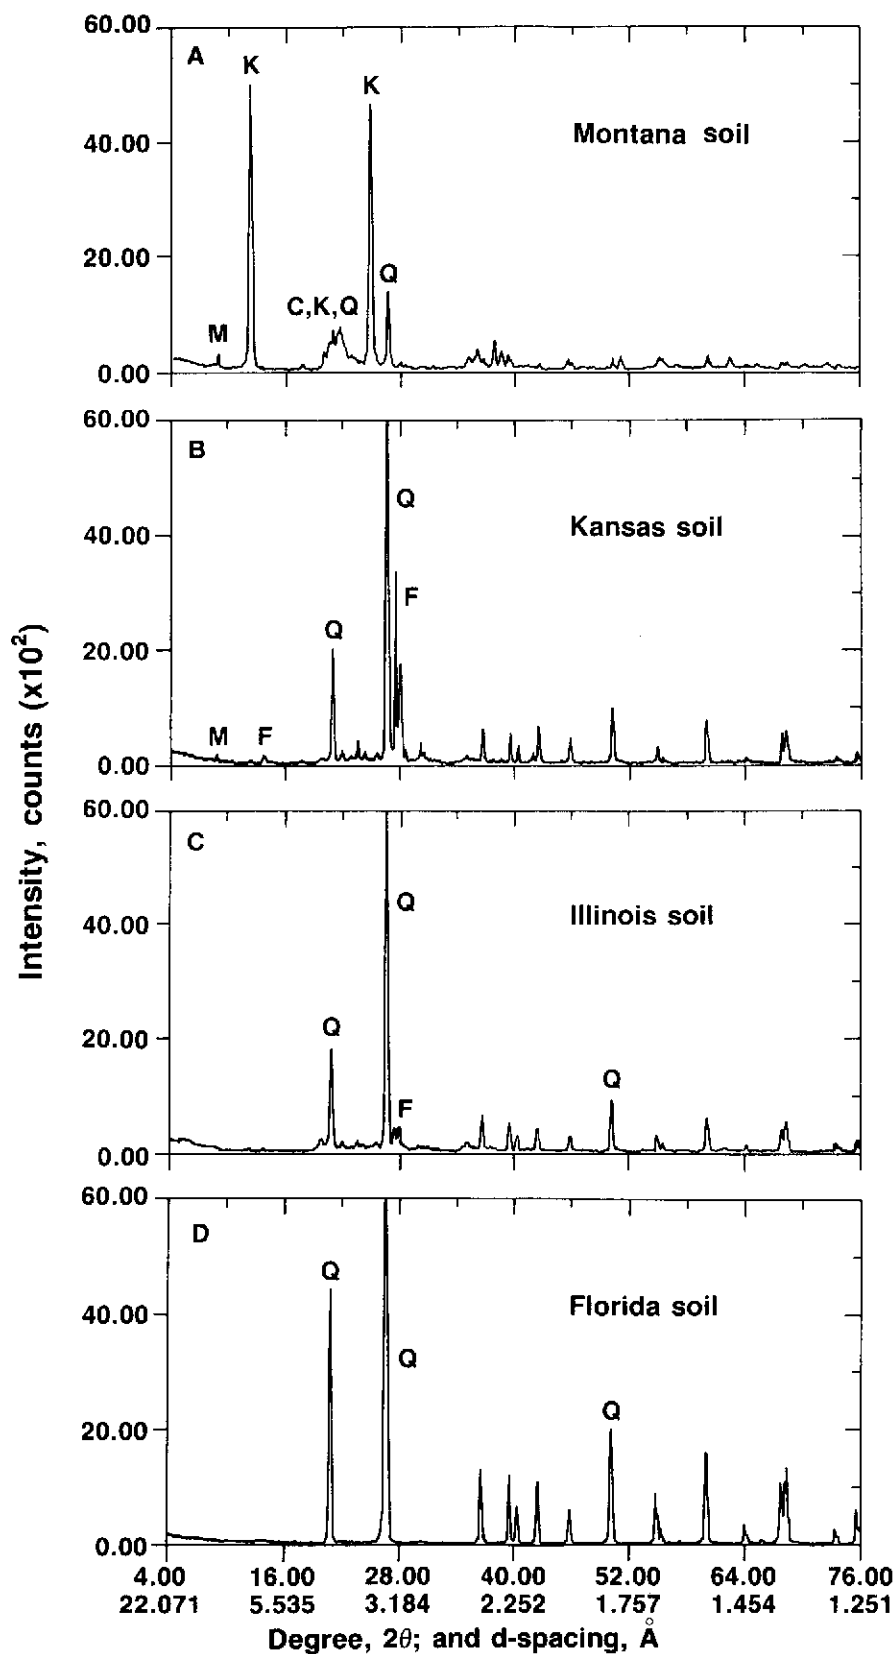 60.00
A
K
K
Montana soil
40.00
20.00
Q
C,K,Q
M
0.00
60.00
B
Q
Kansas soil
40.00
F
Q
20.00
M F
0.00
60.00
C
Q
Illinois soil
40.00
Q
20.00
Q
F
0.00
60.00
D
Q
Florida soil
40.00
Q
Q
20.00
0.00
4.00 16.00 28.00 40.00 52.00 64.00 76.00
22.071 5.535 3.184 2.252 1.757 1.454 1.251
Degree, 2θ; and d-spacing, Å
Intensity, counts (x10²)